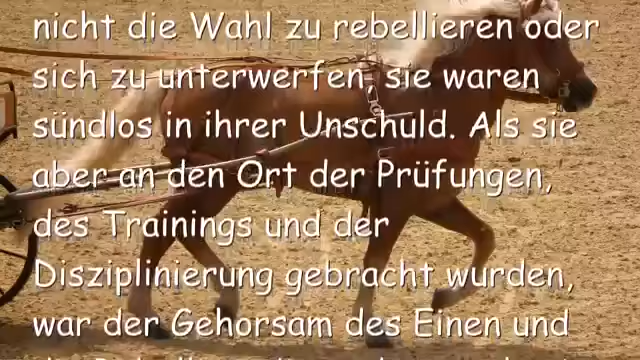 nicht die Wahl zu rebellieren oder
sich zu unterwerfen, sie waren
sündlos in ihrer Unschuld. Als sie
aber an den Ort der Prüfungen,
des Trainings und der
Disziplinierung gebracht wurden,
war der Gehorsam des Einen und